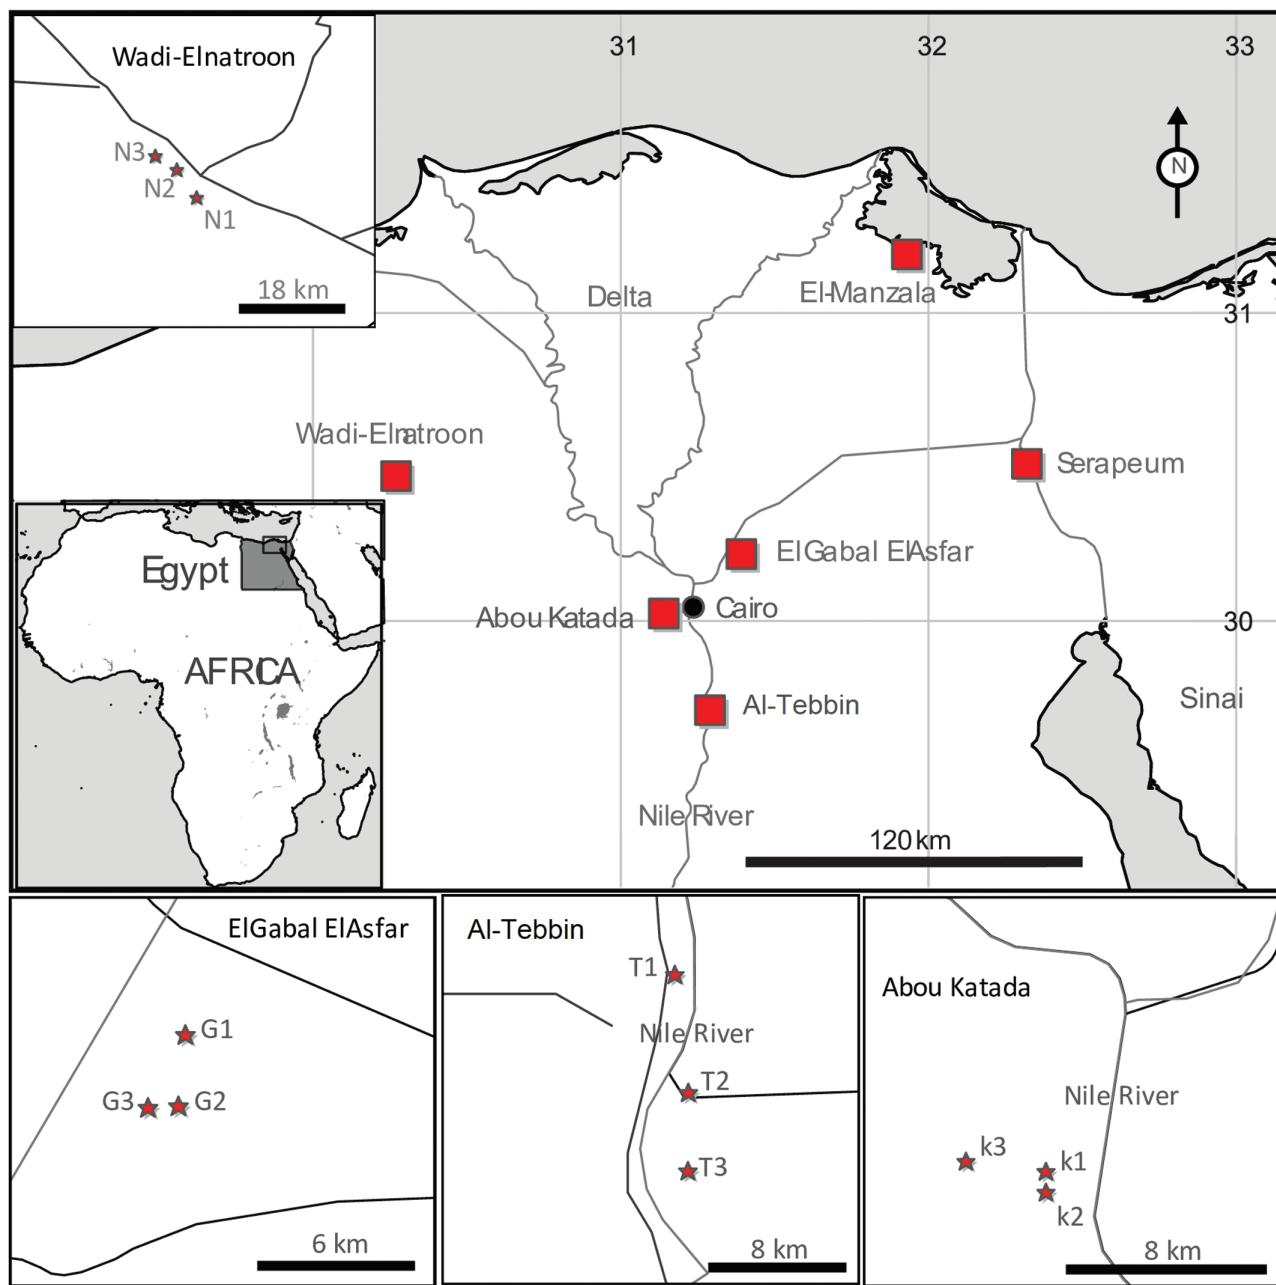 Wadi-Elnatroon
N3
N2
N1
18 km
31
32
33
N
Delta
El-Manzala
31
Wadi-Elnatroon
Serapeum
ElGabal ElAsfar
Egypt
Abou Katada
Cairo
30
AFRICA
Al-Tebbin
Sinai
Nile River
120 km
ElGabal ElAsfar
G1
G3
G2
6 km
Al-Tebbin
T1
Nile River
T2
T3
8 km
Abou Katada
Nile River
k3
k1
k2
8 km